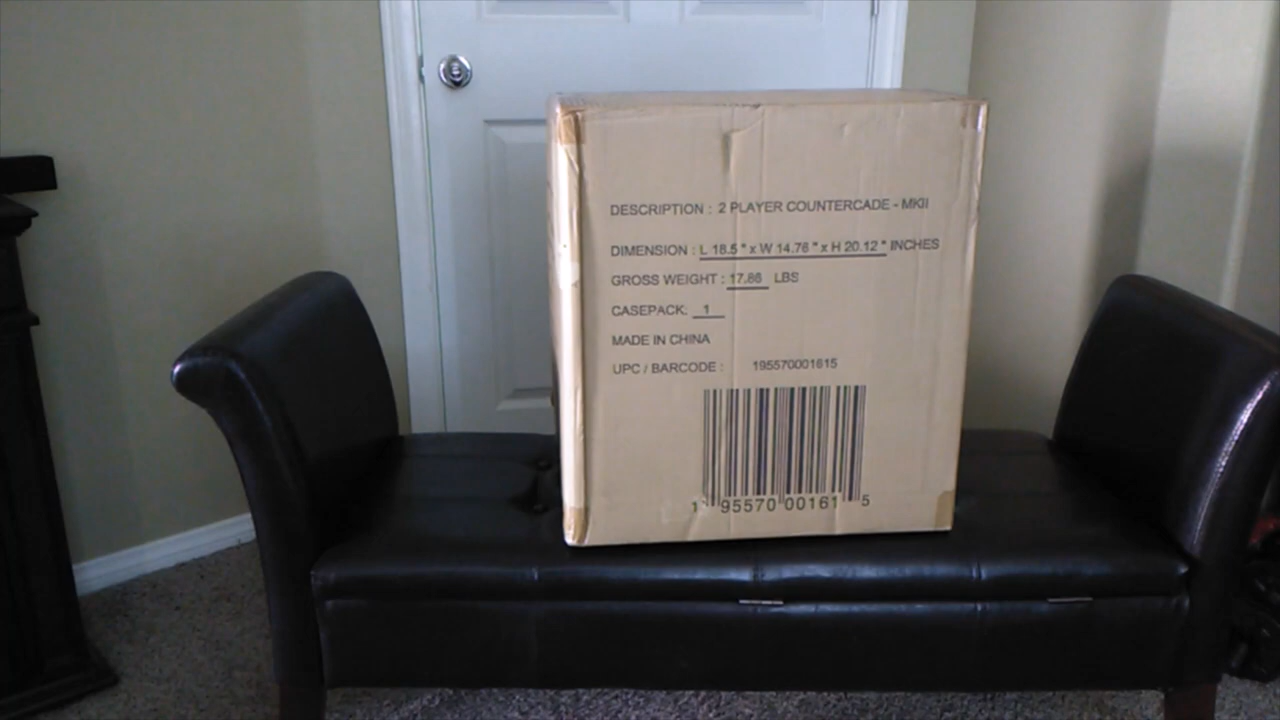 DESCRIPTION : 2 PLAYER COUNTERCADE - MKII
DIMENSION : L 18.5 " x W 14.76 " x H 20.12 " INCHES
GROSS WEIGHT : 17.86 LBS
CASEPACK: 1
MADE IN CHINA
UPC / BARCODE : 195570001615
1 95570 00161 5